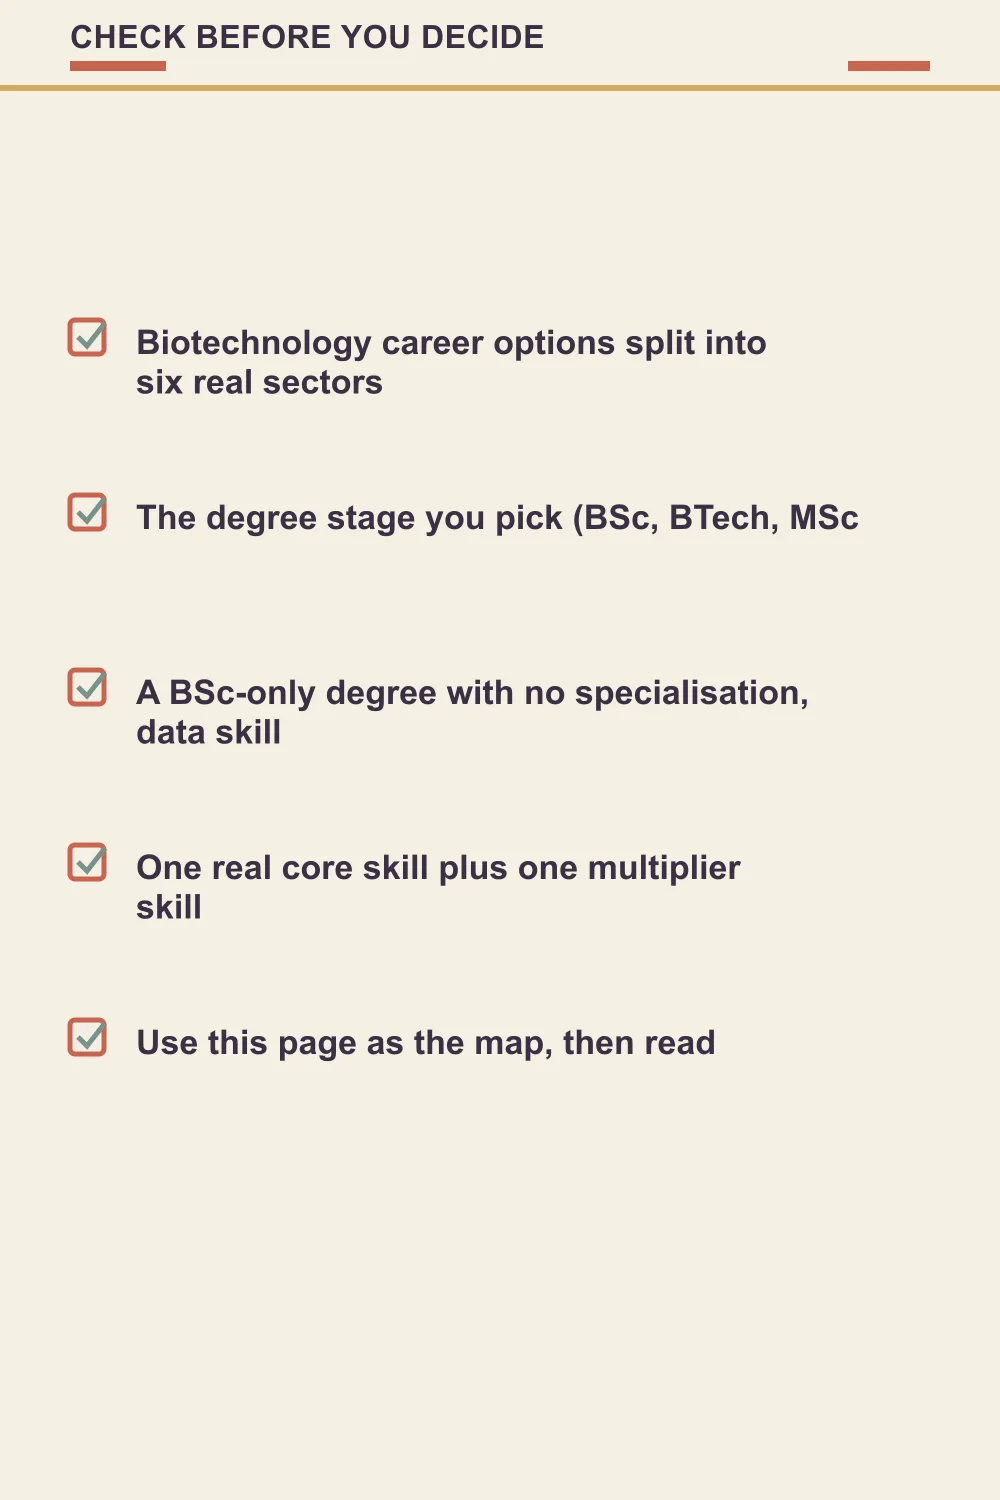 CHECK BEFORE YOU DECIDE
Biotechnology career options split into
six real sectors
The degree stage you pick (BSc, BTech, MSc
A BSc-only degree with no specialisation,
data skill
One real core skill plus one multiplier
skill
Use this page as the map, then read